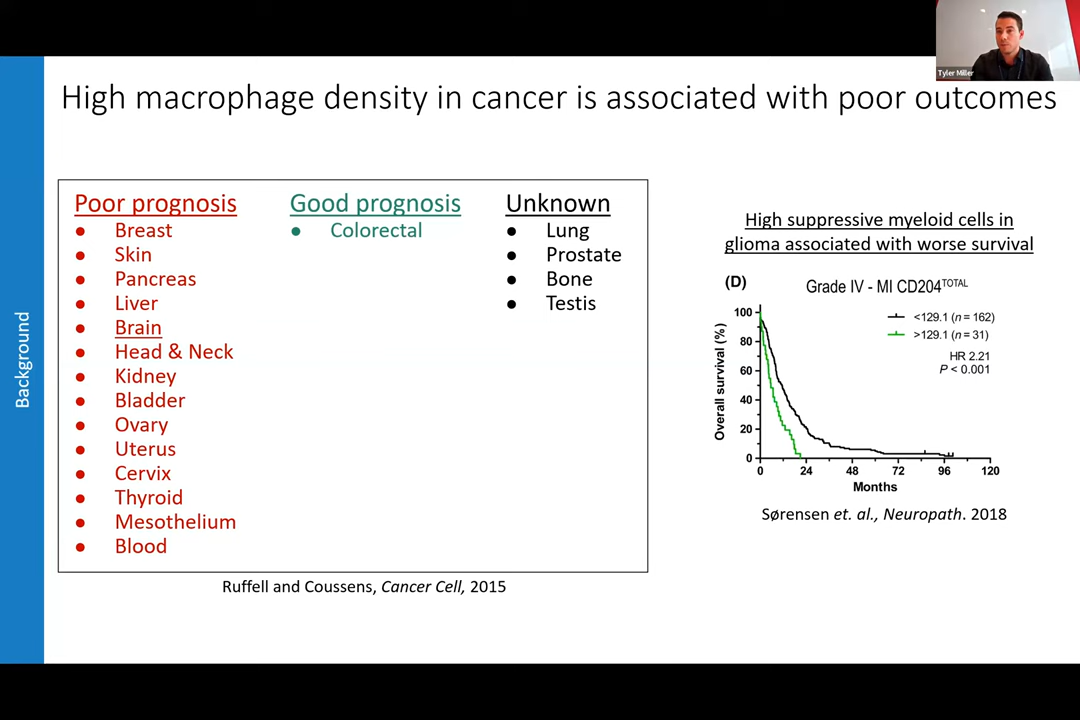 Tyler Miller
High macrophage density in cancer is associated with poor outcomes
Background
Poor prognosis
● Breast
● Skin
● Pancreas
● Liver
● Brain
● Head & Neck
● Kidney
● Bladder
● Ovary
● Uterus
● Cervix
● Thyroid
● Mesothelium
● Blood
Good prognosis
● Colorectal
Unknown
● Lung
● Prostate
● Bone
● Testis
Ruffell and Coussens, Cancer Cell, 2015
High suppressive myeloid cells in
glioma associated with worse survival
(D)
Grade IV - MI CD204TOTAL
<129.1 (n = 162)
>129.1 (n = 31)
HR 2.21
P < 0.001
Overall survival (%)
100
80
60
40
20
0
0 24 48 72 96 120
Months
Sørensen et. al., Neuropath. 2018